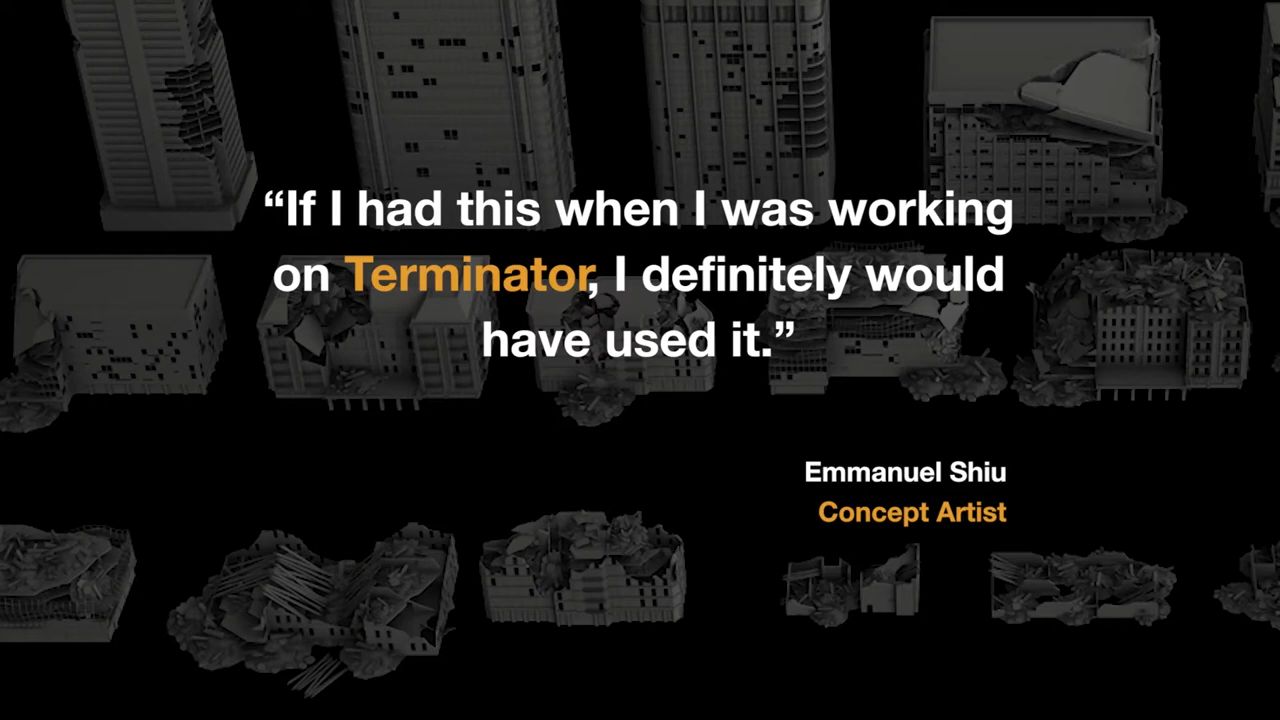 “If I had this when I was working
on Terminator, I definitely would
have used it.”
Emmanuel Shiu
Concept Artist